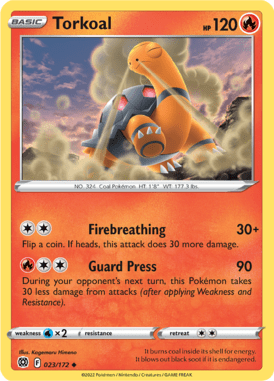 BASIC Torkoal HP 120
NO. 324 Coal Pokémon HT: 1'8" WT: 177.3 lbs.
Firebreathing 30+
Flip a coin. If heads, this attack does 30 more damage.
Guard Press 90
During your opponent's next turn, this Pokémon takes
30 less damage from attacks (after applying Weakness and
Resistance).
weakness ×2 resistance retreat
Illus. Kagemaru Himeno
F 023/172
It burns coal inside its shell for energy.
It blows out black soot if it is endangered.
©2022 Pokémon / Nintendo / Creatures / GAME FREAK